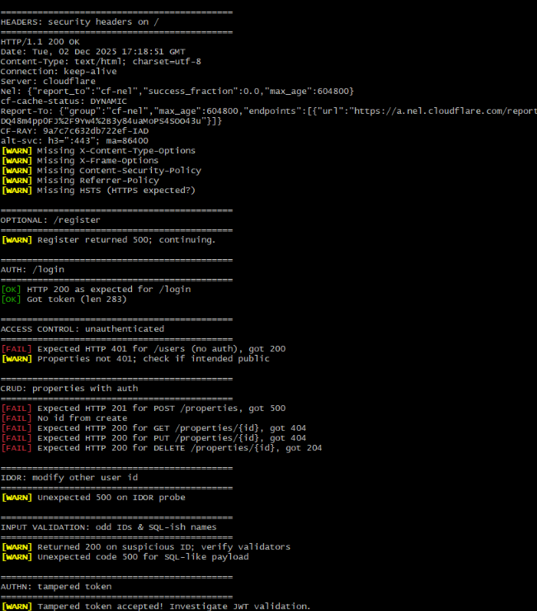 =============================================
HEADERS: security headers on /
=============================================
HTTP/1.1 200 OK
Date: Tue, 02 Dec 2025 17:18:51 GMT
Content-Type: text/html; charset=utf-8
Connection: keep-alive
Server: cloudflare
Nel: {"report_to":"cf-nel","success_fraction":0.0,"max_age":604800}
cf-cache-status: DYNAMIC
Report-To: {"group":"cf-nel","max_age":604800,"endpoints":[{"url":"https://a.nel.cloudflare.com/report
CF-RAY: 9a7c7c632db722ef-IAD
alt-svc: h3=":443"; ma=86400
[WARN] Missing X-Content-Type-Options
[WARN] Missing X-Frame-Options
[WARN] Missing Content-Security-Policy
[WARN] Missing Referrer-Policy
[WARN] Missing HSTS (HTTPS expected?)
=============================================
OPTIONAL: /register
=============================================
[WARN] Register returned 500; continuing.
=============================================
AUTH: /login
=============================================
[OK] HTTP 200 as expected for /login
[OK] Got token (len 283)
=============================================
ACCESS CONTROL: unauthenticated
=============================================
[FAIL] Expected HTTP 401 for /users (no auth), got 200
[WARN] Properties not 401; check if intended public
=============================================
CRUD: properties with auth
=============================================
[FAIL] Expected HTTP 201 for POST /properties, got 500
[FAIL] No id from create
[FAIL] Expected HTTP 200 for GET /properties/{id}, got 404
[FAIL] Expected HTTP 200 for PUT /properties/{id}, got 404
[FAIL] Expected HTTP 200 for DELETE /properties/{id}, got 204
=============================================
IDOR: modify other user id
=============================================
[WARN] Unexpected 500 on IDOR probe
=============================================
INPUT VALIDATION: odd IDs & SQL-ish names
=============================================
[WARN] Returned 200 on suspicious ID; verify validators
[WARN] Unexpected code 500 for SQL-like payload
=============================================
AUTHN: tampered token
=============================================
[WARN] Tampered token accepted! Investigate JWT validation.